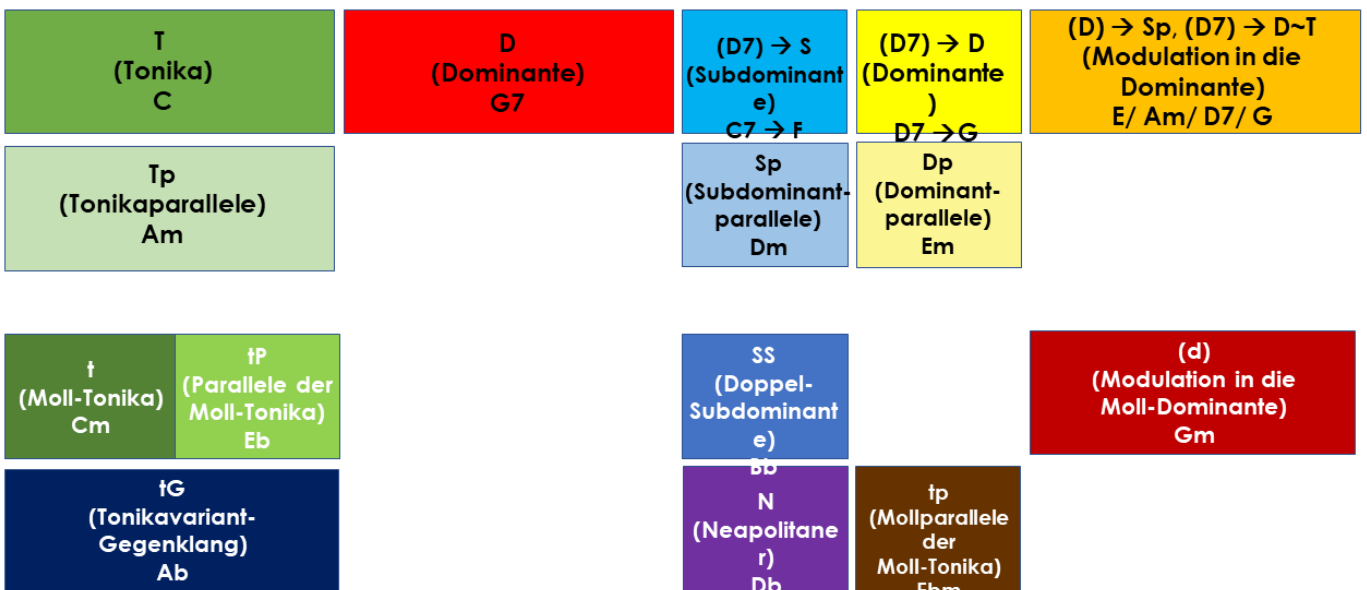 T
(Tonika)
C
D
(Dominante)
G7
(D7) → S
(Subdominant
e)
C7 → F
(D7) → D
(Dominante
)
D7 →G
(D) → Sp, (D7) → D~T
(Modulation in die
Dominante)
E/ Am/ D7/ G
Tp
(Tonikaparallele)
Am
Sp
(Subdominant-
parallele)
Dm
Dp
(Dominant-
parallele)
Em
t
(Moll-Tonika)
Cm
tP
(Parallele der
Moll-Tonika)
Eb
SS
(Doppel-
Subdominant
e)
Bb
(d)
(Modulation in die
Moll-Dominante)
Gm
tG
(Tonikavariant-
Gegenklang)
Ab
N
(Neapolitane
r)
Db
tp
(Mollparallele
der
Moll-Tonika)
Ebm